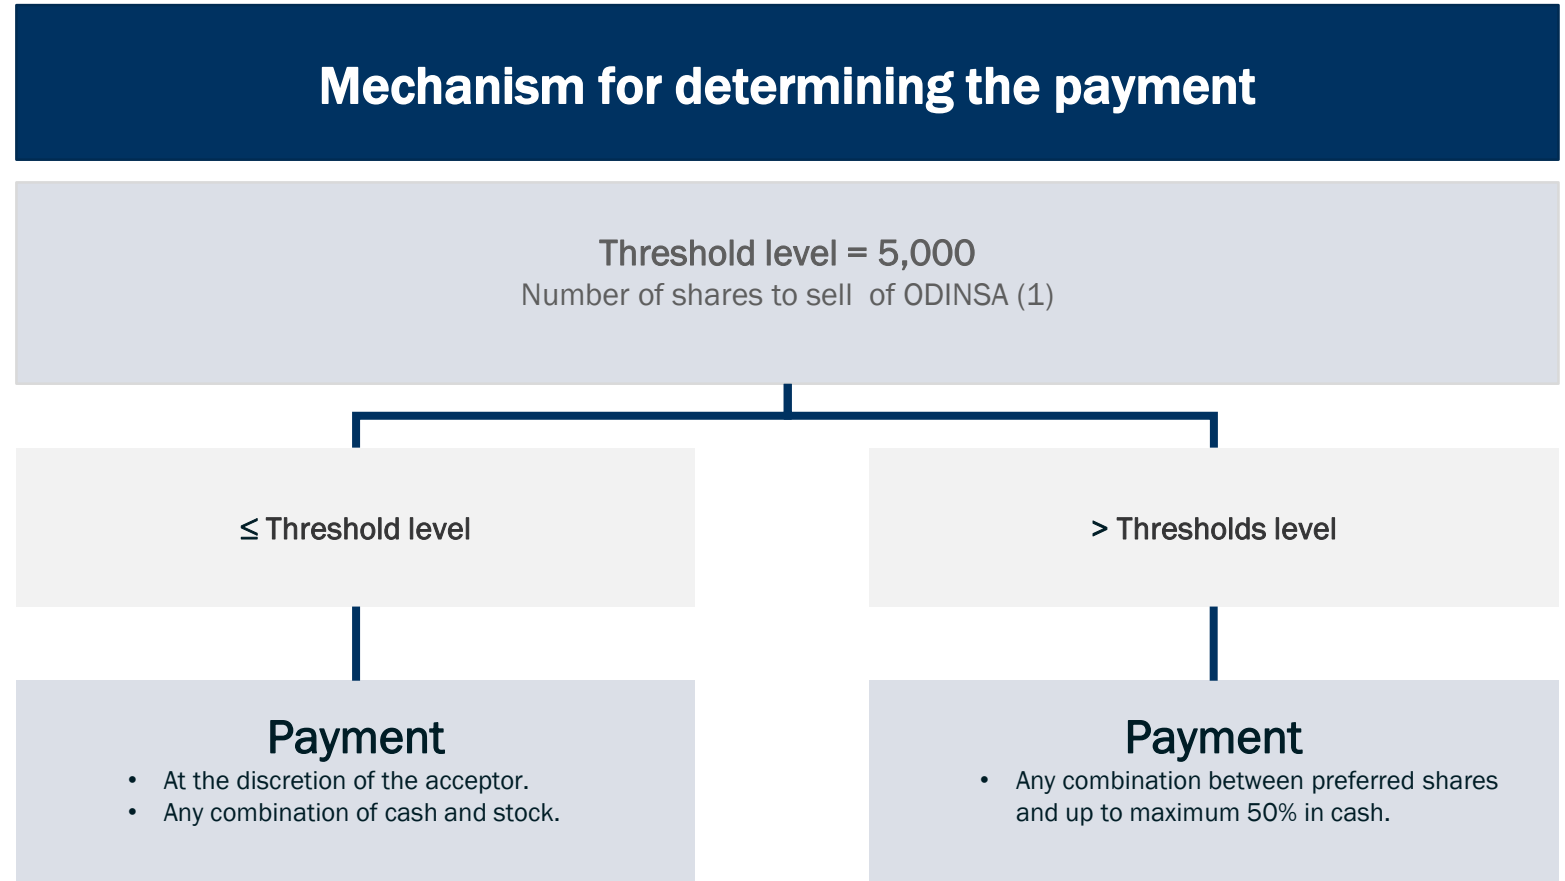 Mechanism for determining the payment
Threshold level = 5,000
Number of shares to sell  of ODINSA (1)
≤ Threshold level
> Thresholds level
Payment
• At the discretion of the acceptor.
• Any combination of cash and stock.
Payment
• Any combination between preferred shares
and up to maximum 50% in cash.